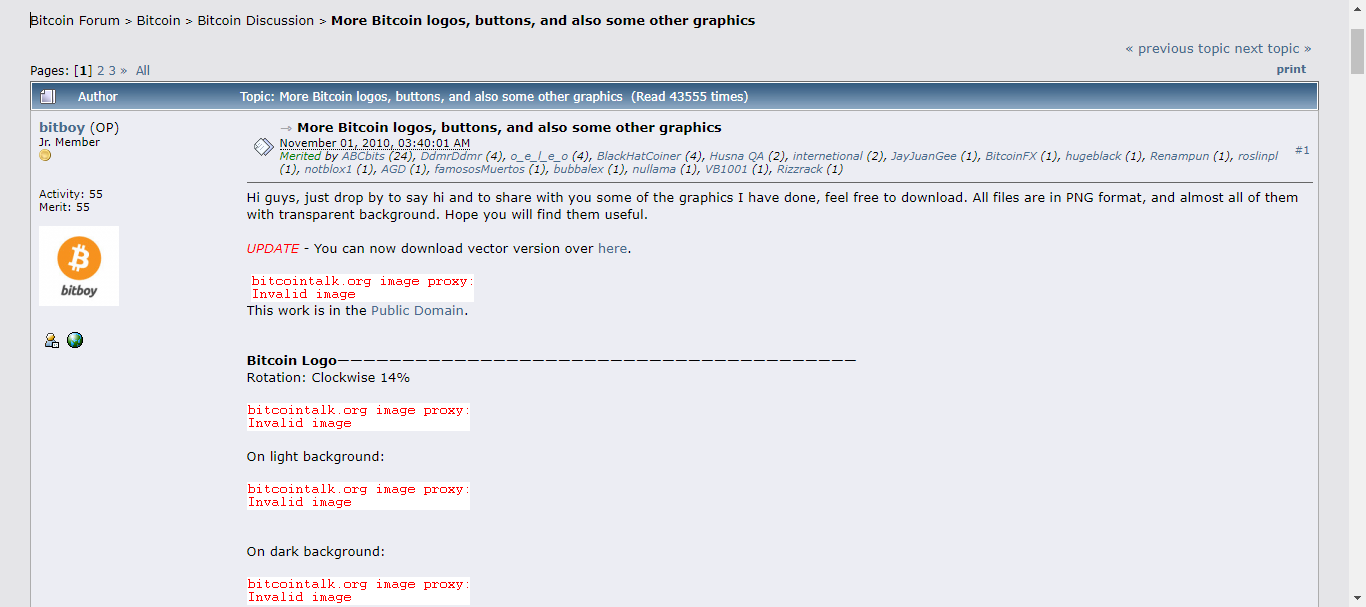 Bitcoin Forum > Bitcoin > Bitcoin Discussion > More Bitcoin logos, buttons, and also some other graphics
« previous topic next topic »
Pages: [1] 2 3 » All
print
Author
Topic: More Bitcoin logos, buttons, and also some other graphics (Read 43555 times)
bitboy (OP)
Jr. Member
Activity: 55
Merit: 55
bitboy
More Bitcoin logos, buttons, and also some other graphics
November 01, 2010, 03:40:01 AM
Merited by ABCbits (24), DdmrDdmr (4), o_e_l_e_o (4), BlackHatCoiner (4), Husna QA (2), internetional (2), JayJuanGee (1), BitcoinFX (1), hugeblack (1), Renampun (1), roslinpl
(1), notblox1 (1), AGD (1), famososMuertos (1), bubbalex (1), nullama (1), VB1001 (1), Rizzrack (1)
#1
Hi guys, just drop by to say hi and to share with you some of the graphics I have done, feel free to download. All files are in PNG format, and almost all of them
with transparent background. Hope you will find them useful.
UPDATE - You can now download vector version over here.
bitcointalk.org image proxy:
Invalid image
This work is in the Public Domain.
Bitcoin Logo————————————————————————————————————————
Rotation: Clockwise 14%
bitcointalk.org image proxy:
Invalid image
On light background:
bitcointalk.org image proxy:
Invalid image
On dark background:
bitcointalk.org image proxy:
Invalid image